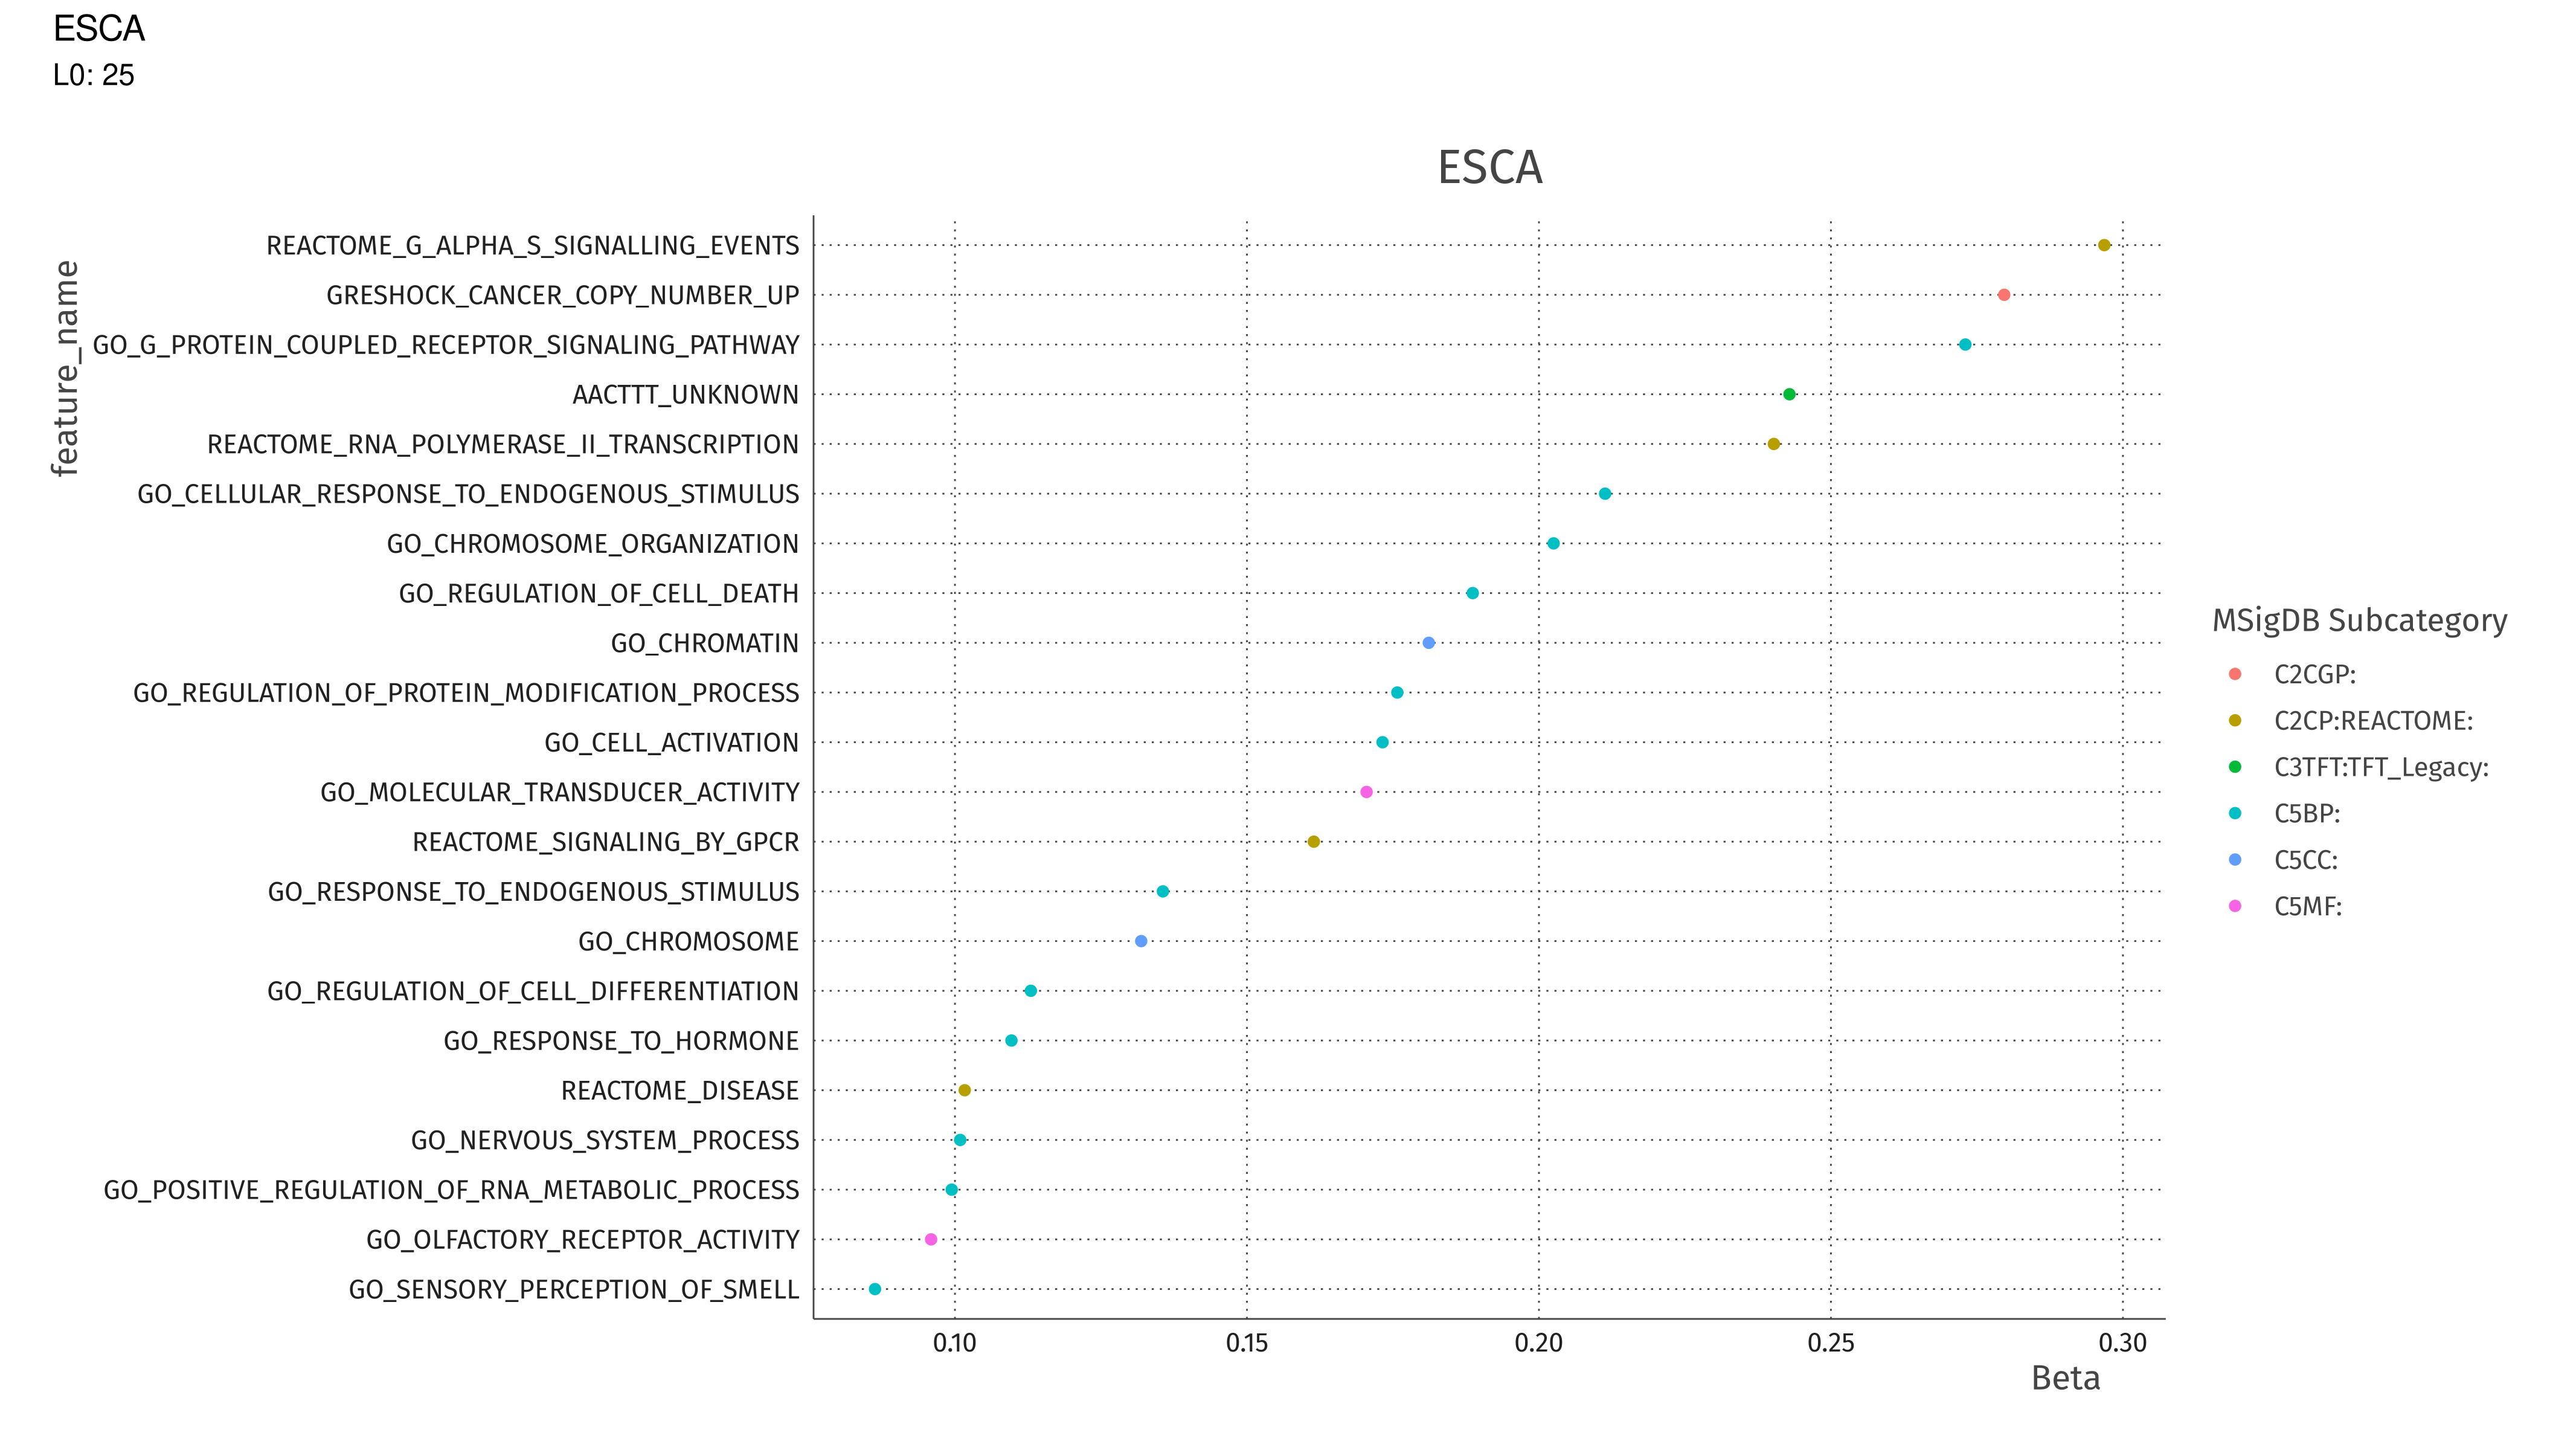 ESCA
L0: 25
ESCA
feature_name
REACTOME_G_ALPHA_S_SIGNALLING_EVENTS
GRESHOCK_CANCER_COPY_NUMBER_UP
GO_G_PROTEIN_COUPLED_RECEPTOR_SIGNALING_PATHWAY
AACTTT_UNKNOWN
REACTOME_RNA_POLYMERASE_II_TRANSCRIPTION
GO_CELLULAR_RESPONSE_TO_ENDOGENOUS_STIMULUS
GO_CHROMOSOME_ORGANIZATION
GO_REGULATION_OF_CELL_DEATH
GO_CHROMATIN
GO_REGULATION_OF_PROTEIN_MODIFICATION_PROCESS
GO_CELL_ACTIVATION
GO_MOLECULAR_TRANSDUCER_ACTIVITY
REACTOME_SIGNALING_BY_GPCR
GO_RESPONSE_TO_ENDOGENOUS_STIMULUS
GO_CHROMOSOME
GO_REGULATION_OF_CELL_DIFFERENTIATION
GO_RESPONSE_TO_HORMONE
REACTOME_DISEASE
GO_NERVOUS_SYSTEM_PROCESS
GO_POSITIVE_REGULATION_OF_RNA_METABOLIC_PROCESS
GO_OLFACTORY_RECEPTOR_ACTIVITY
GO_SENSORY_PERCEPTION_OF_SMELL
0.10 0.15 0.20 0.25 0.30
Beta
MSigDB Subcategory
C2CGP:
C2CP:REACTOME:
C3TFT:TFT_Legacy:
C5BP:
C5CC:
C5MF: